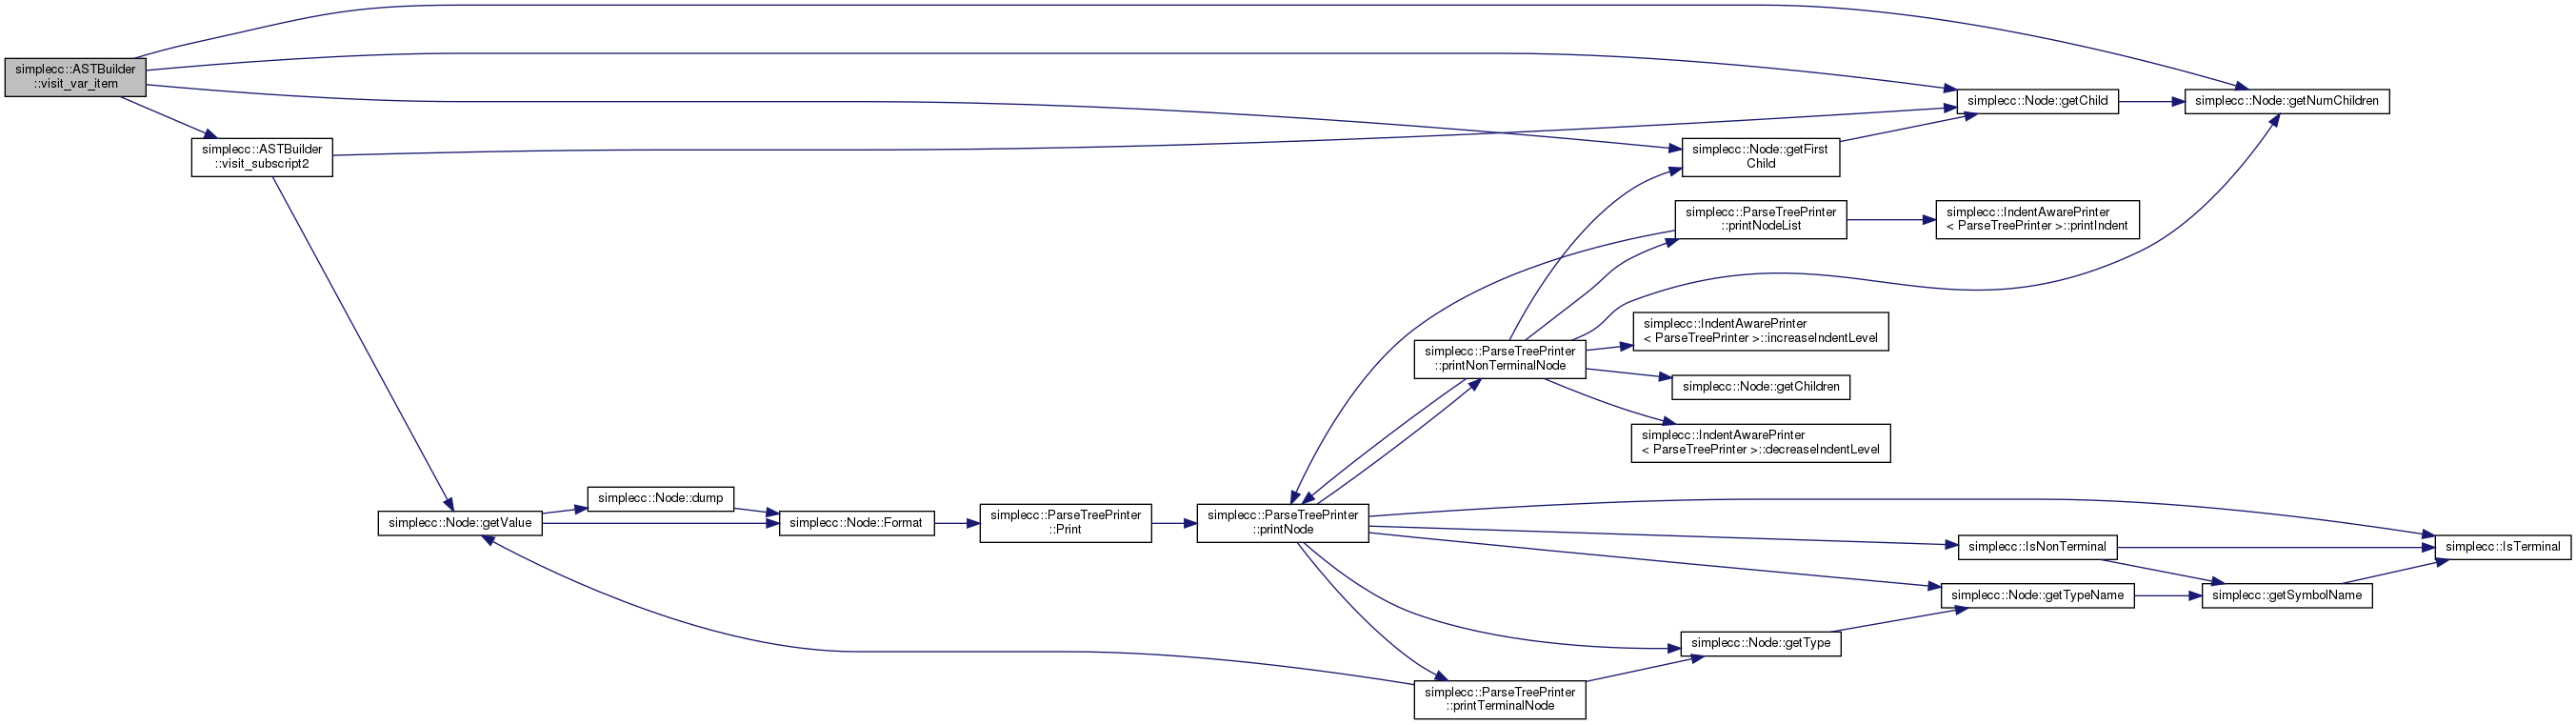 simplecc::ASTBuilder
::visit_var_item
simplecc::Node::getChild
simplecc::Node::getNumChildren
simplecc::ASTBuilder
::visit_subscript2
simplecc::Node::getFirst
Child
simplecc::ParseTreePrinter
::printNodeList
simplecc::IndentAwarePrinter
< ParseTreePrinter >::printIndent
simplecc::IndentAwarePrinter
< ParseTreePrinter >::increaseIndentLevel
simplecc::ParseTreePrinter
::printNonTerminalNode
simplecc::Node::getChildren
simplecc::IndentAwarePrinter
< ParseTreePrinter >::decreaseIndentLevel
simplecc::Node::dump
simplecc::Node::getValue
simplecc::Node::Format
simplecc::ParseTreePrinter
::Print
simplecc::ParseTreePrinter
::printNode
simplecc::IsNonTerminal
simplecc::IsTerminal
simplecc::Node::getTypeName
simplecc::getSymbolName
simplecc::Node::getType
simplecc::ParseTreePrinter
::printTerminalNode